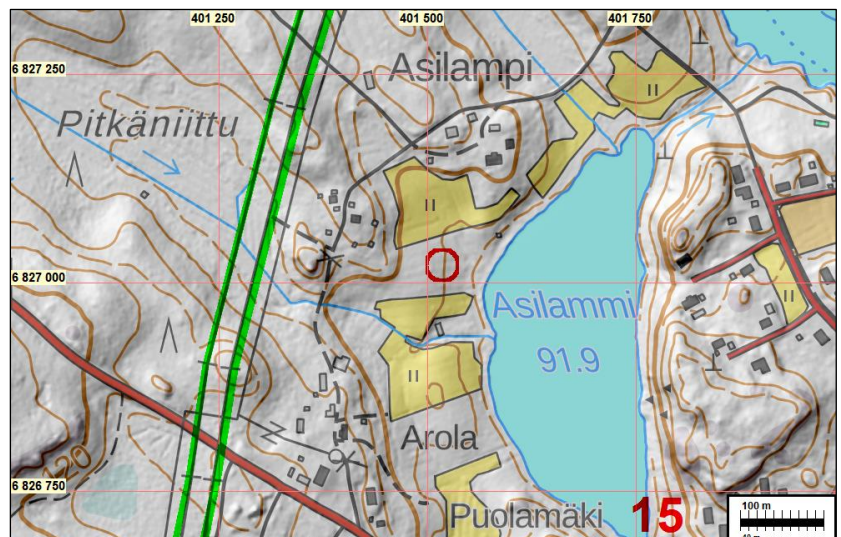 401 250
401 500
401 750
6 827 250
Asilampi
II
Pitkäniittu
II
6 827 000
Asilammi
91.9
II
II
Arola
120
6 826 750
Puolamäki
15
100 m